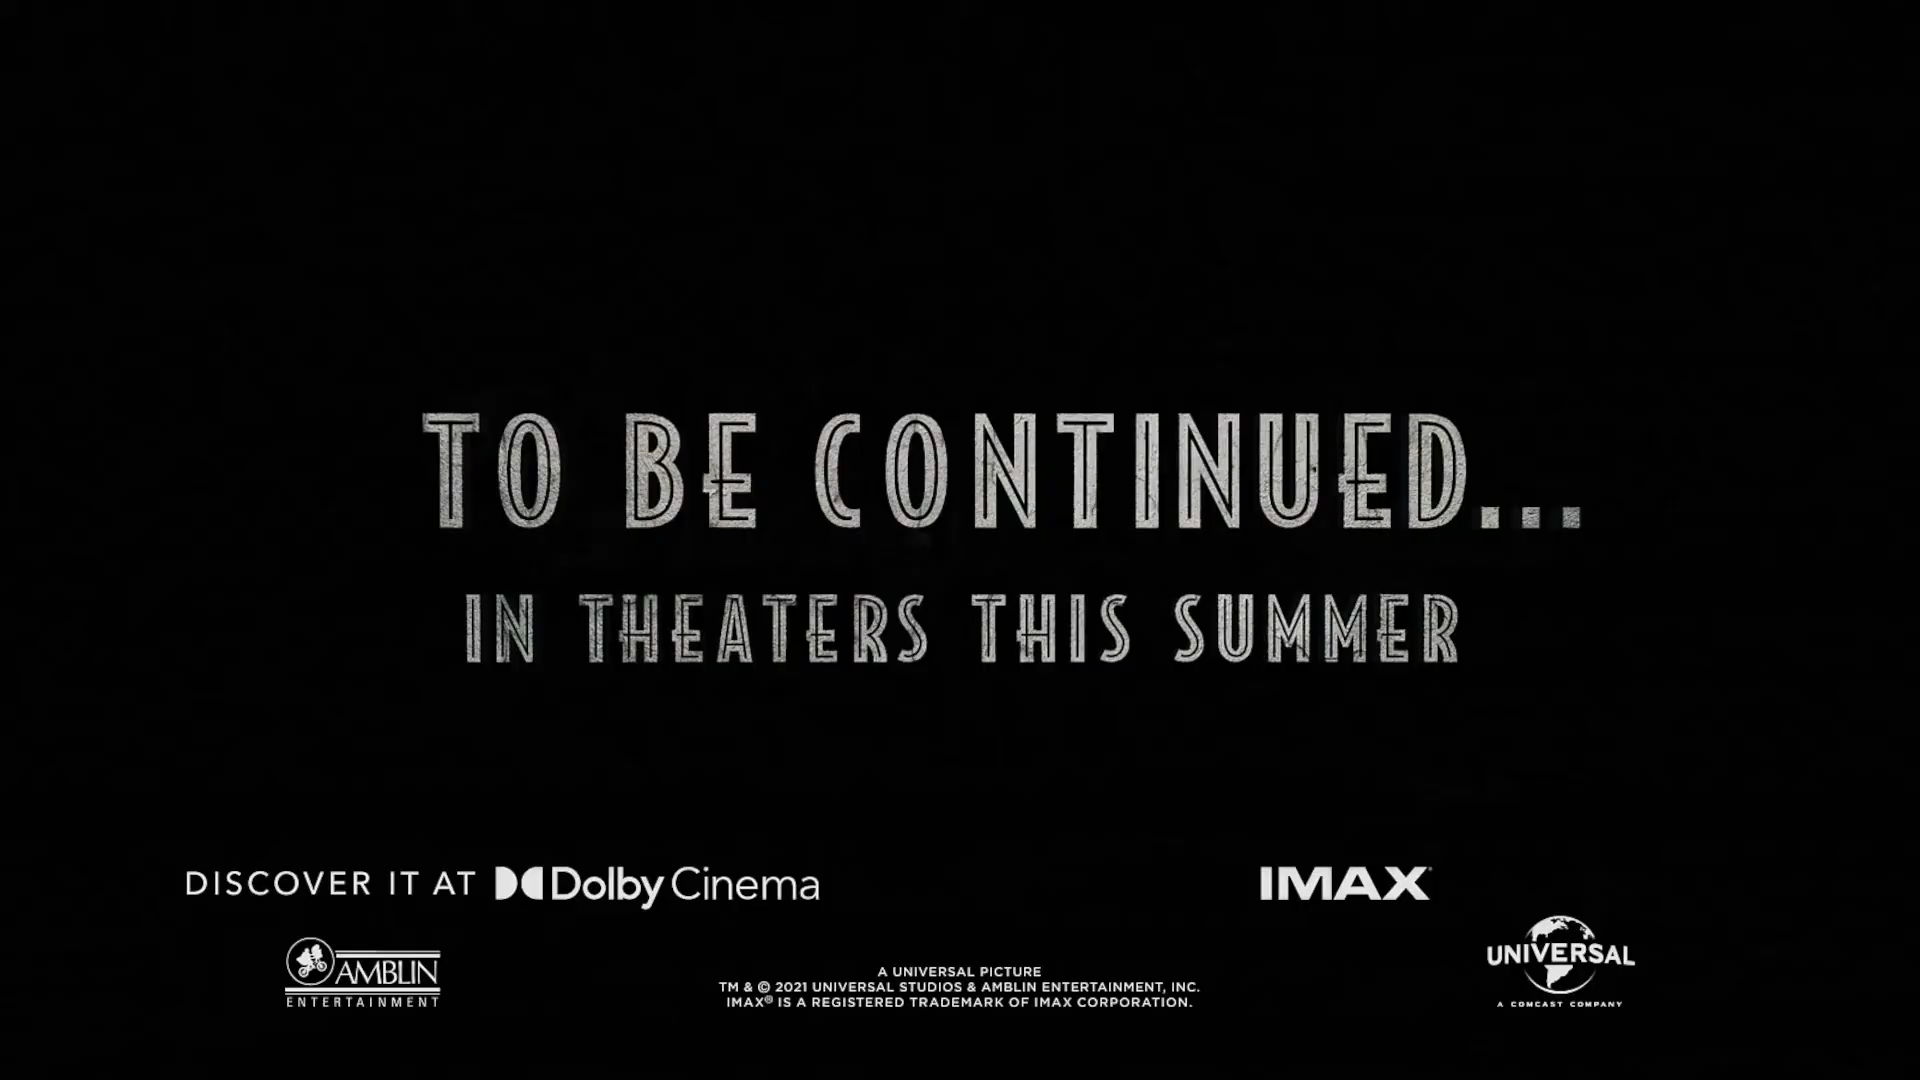 TO BE CONTINUED...
IN THEATERS THIS SUMMER
DISCOVER IT AT Dolby Cinema
IMAX
AMBLIN
ENTERTAINMENT
A UNIVERSAL PICTURE
TM & © 2021 UNIVERSAL STUDIOS & AMBLIN ENTERTAINMENT, INC.
IMAX® IS A REGISTERED TRADEMARK OF IMAX CORPORATION.
UNIVERSAL
A COMCAST COMPANY